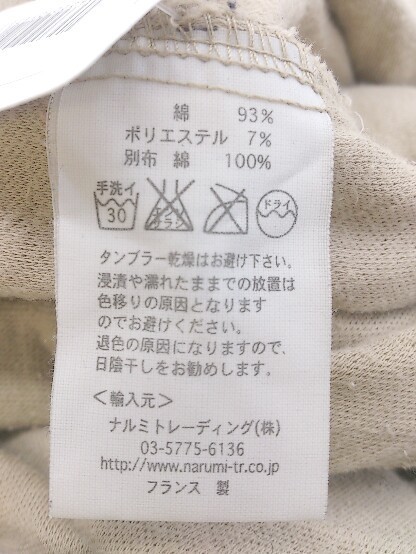 綿 93%
ポリエステル 7%
別布 綿 100%
手洗イ 30 エンソ サラシ ドライ
タンブラー乾燥はお避け下さい。
浸漬や濡れたままでの放置は
色移りの原因となります
のでお避けください。
退色の原因になりますので、
日陰干しをお勧めします。
＜輸入元＞
ナルミトレーディング(株)
03-5775-6136
http://www.narumi-tr.co.jp
フランス 製